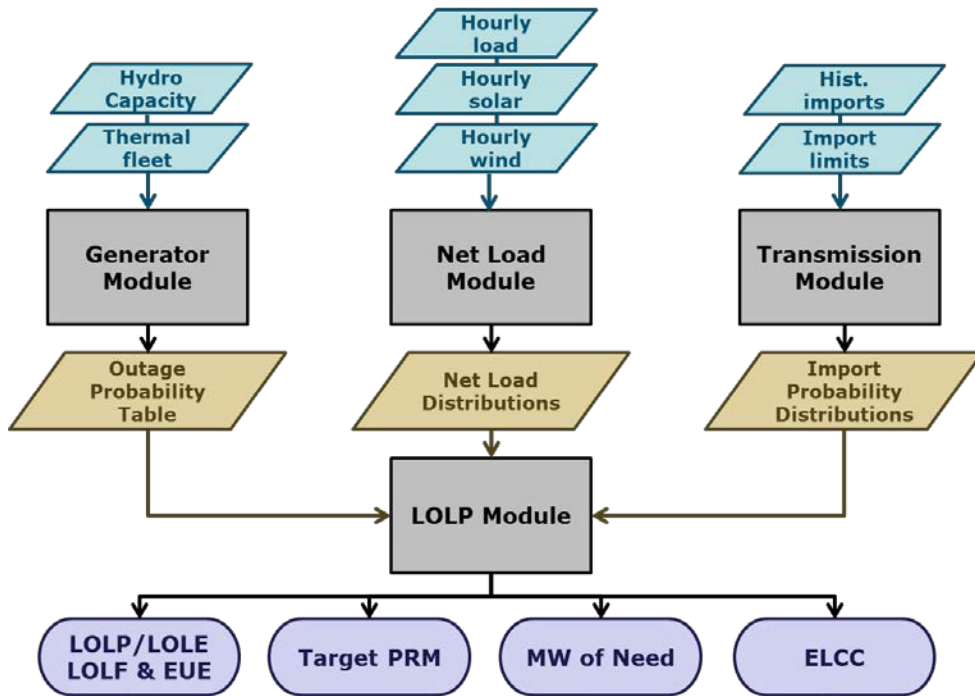 Hourly
load
Hydro
Capacity
Hourly
solar
Hist.
imports
Thermal
fleet
Hourly
wind
Import
limits
Generator
Module
Net Load
Module
Transmission
Module
Outage
Probability
Table
Net Load
Distributions
Import
Probability
Distributions
LOLP Module
LOLP/LOLE
LOLF & EUE
Target PRM
MW of Need
ELCC